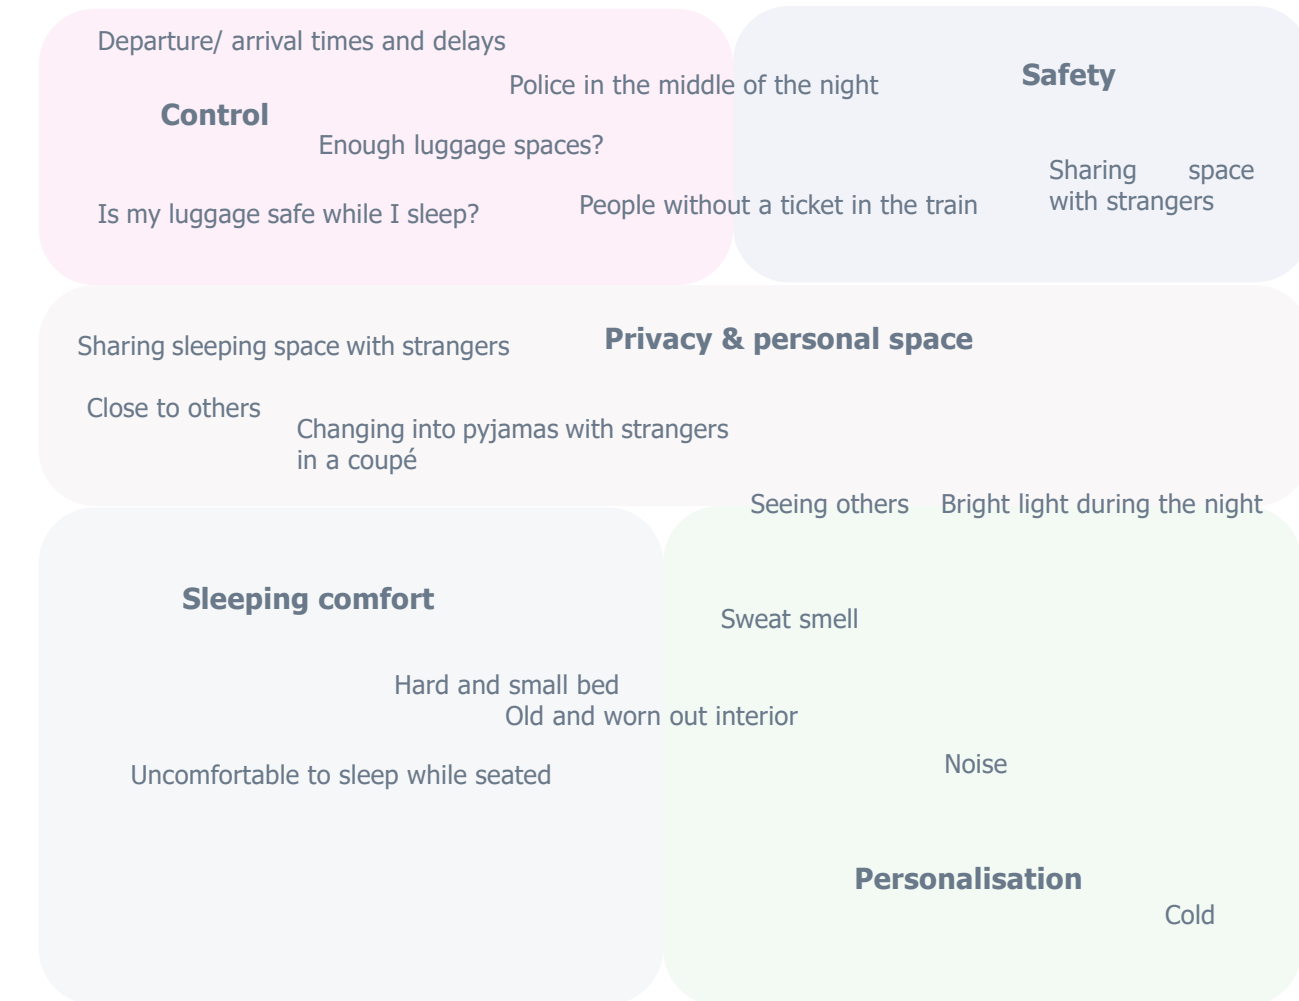 Departure/ arrival times and delays
Police in the middle of the night
Safety
Control
Enough luggage spaces?
Sharing space
with strangers
Is my luggage safe while I sleep?
People without a ticket in the train
Sharing sleeping space with strangers
Privacy & personal space
Close to others
Changing into pyjamas with strangers
in a coupé
Seeing others
Bright light during the night
Sleeping comfort
Sweat smell
Hard and small bed
Old and worn out interior
Uncomfortable to sleep while seated
Noise
Personalisation
Cold